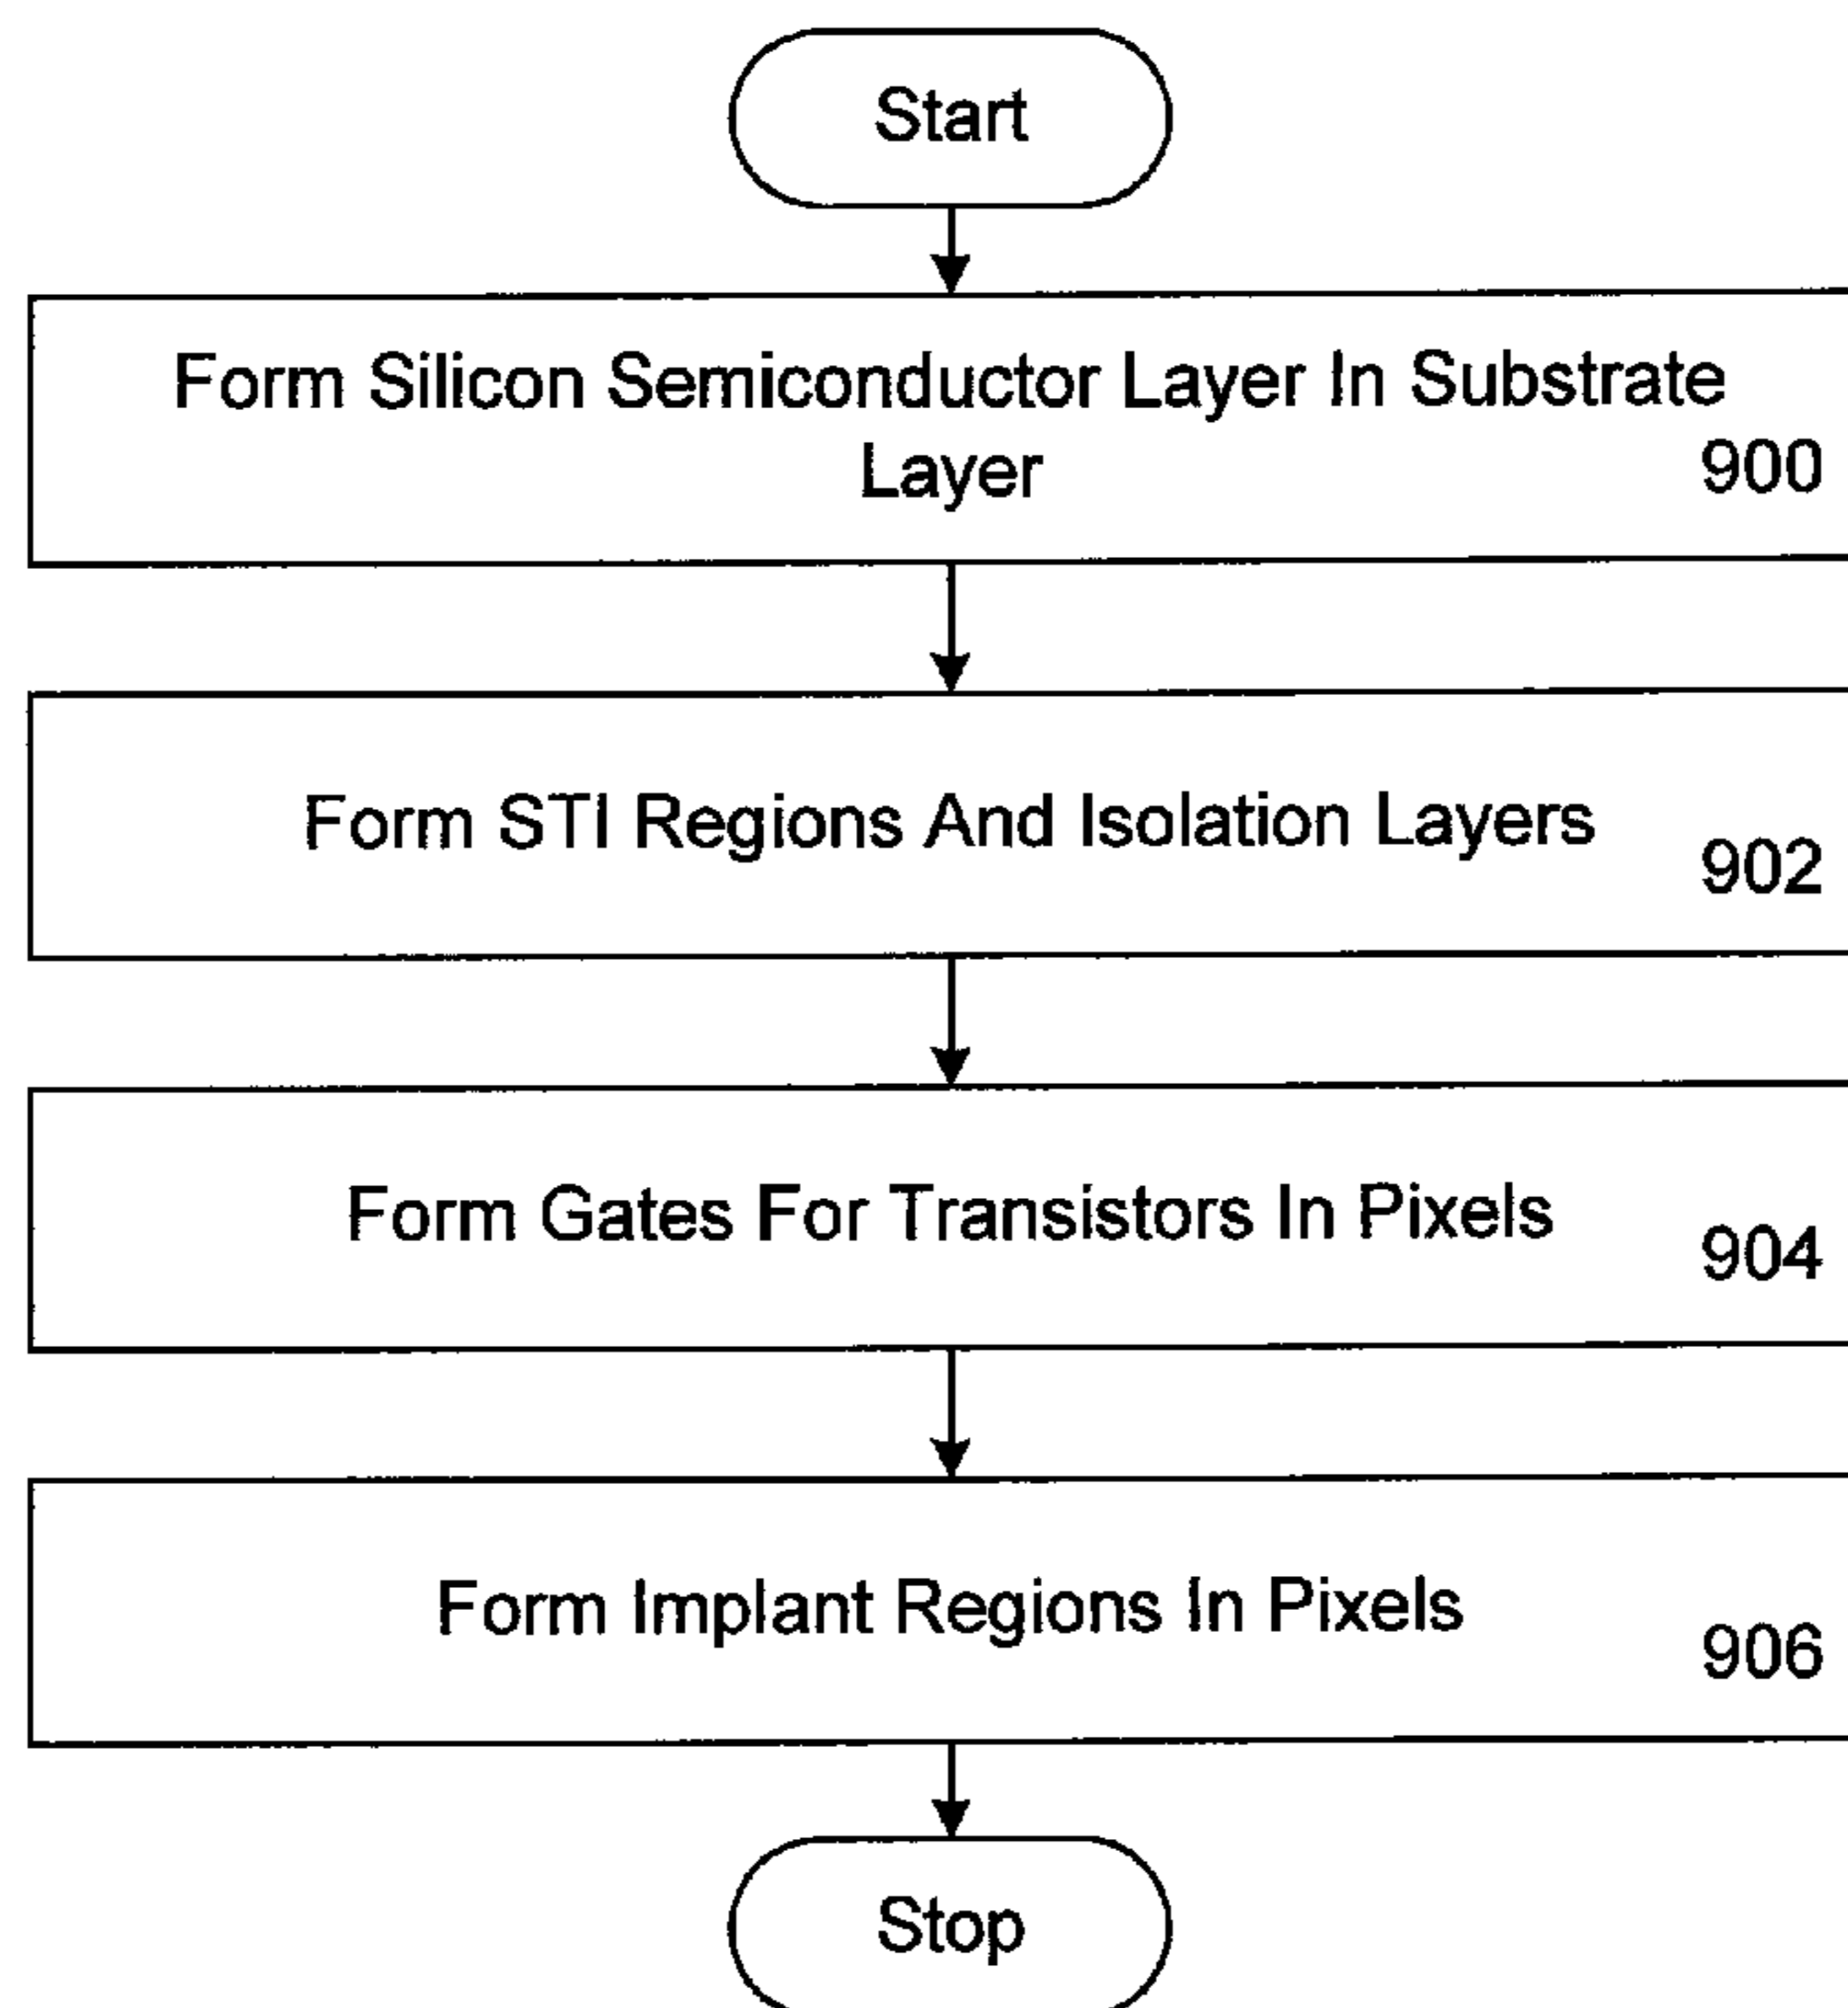 Start
Form Silicon Semiconductor Layer In Substrate
Layer
900
Form STI Regions And Isolation Layers
902
Form Gates For Transistors In Pixels
904
Form Implant Regions In Pixels
906
Stop